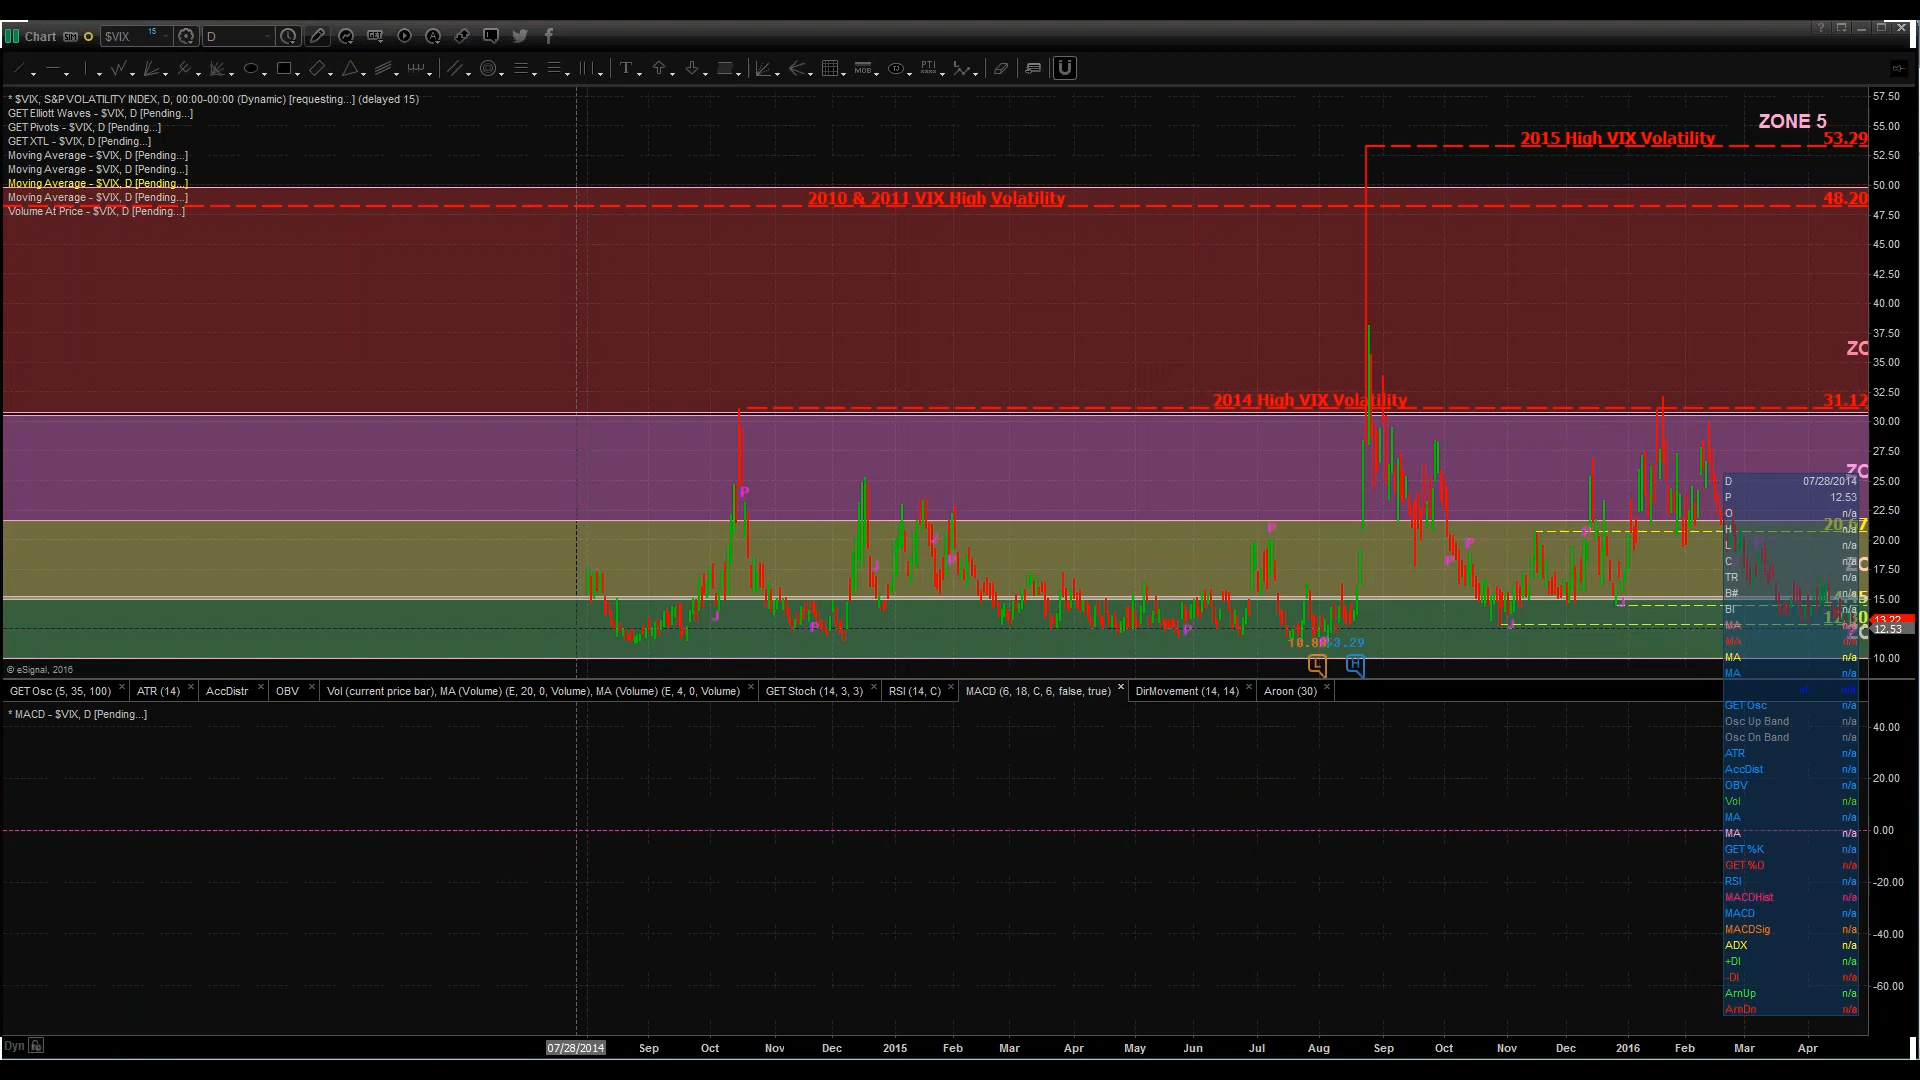 Chart SIM $VIX 15 D
* $VIX, S&P VOLATILITY INDEX, D, 00:00-00:00 (Dynamic) [requesting...] (delayed 15)
GET Elliott Waves - $VIX, D [Pending...]
GET Pivots - $VIX, D [Pending...]
GET XTL - $VIX, D [Pending...]
Moving Average - $VIX, D [Pending...]
Moving Average - $VIX, D [Pending...]
Moving Average - $VIX, D [Pending...]
Moving Average - $VIX, D [Pending...]
Volume At Price - $VIX, D [Pending...]
ZONE 5
2015 High VIX Volatility 53.29
2010 & 2011 VIX High Volatility 48.20
2014 High VIX Volatility 31.12
57.50
55.00
52.50
50.00
47.50
45.00
42.50
40.00
37.50
35.00
32.50
30.00
27.50
25.00
22.50
20.00
17.50
15.00
13.22
12.53
10.00
D 07/28/2014
P 12.53
O n/a
H n/a
L n/a
C n/a
TR n/a
B# n/a
BI n/a
MA n/a
MA n/a
MA n/a
MA n/a
GET Osc n/a
Osc Up Band n/a
Osc Dn Band n/a
ATR n/a
AccDist n/a
OBV n/a
Vol n/a
MA n/a
MA n/a
GET %K n/a
GET %D n/a
RSI n/a
MACDHist n/a
MACD n/a
MACDSig n/a
ADX n/a
+DI n/a
-DI n/a
ArnUp n/a
ArnDn n/a
L H
© eSignal, 2016
GET Osc (5, 35, 100) ATR (14) AccDistr OBV Vol (current price bar), MA (Volume) (E, 20, 0, Volume), MA (Volume) (E, 4, 0, Volume) GET Stoch (14, 3, 3) RSI (14, C) MACD (6, 18, C, 6, false, true) DirMovement (14, 14) Aroon (30)
* MACD - $VIX, D [Pending...]
40.00
20.00
0.00
-20.00
-40.00
-60.00
Dyn 07/28/2014 Sep Oct Nov Dec 2015 Feb Mar Apr May Jun Jul Aug Sep Oct Nov Dec 2016 Feb Mar Apr